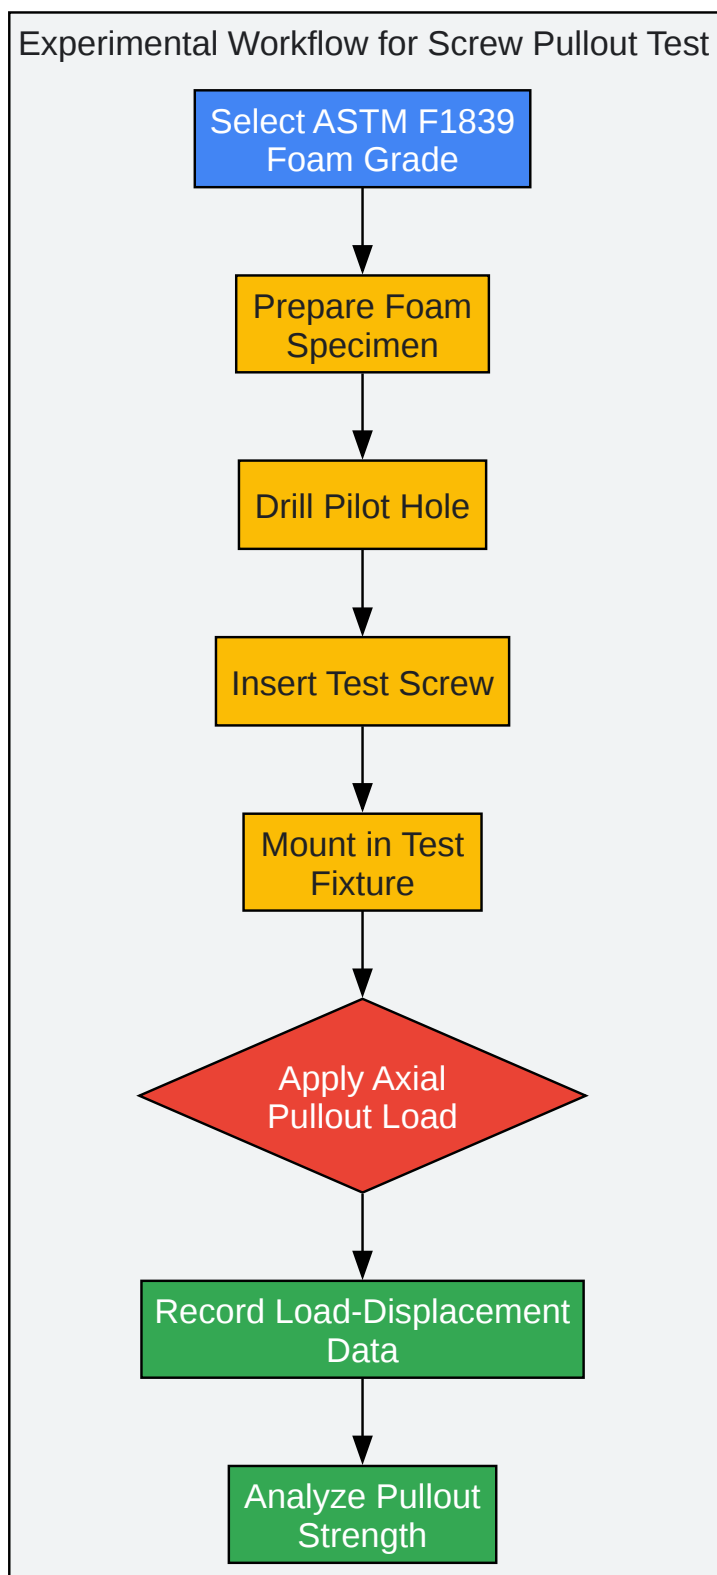 Experimental Workflow for Screw Pullout Test
Select ASTM F1839
Foam Grade
Prepare Foam
Specimen
Drill Pilot Hole
Insert Test Screw
Mount in Test
Fixture
Apply Axial
Pullout Load
Record Load-Displacement
Data
Analyze Pullout
Strength